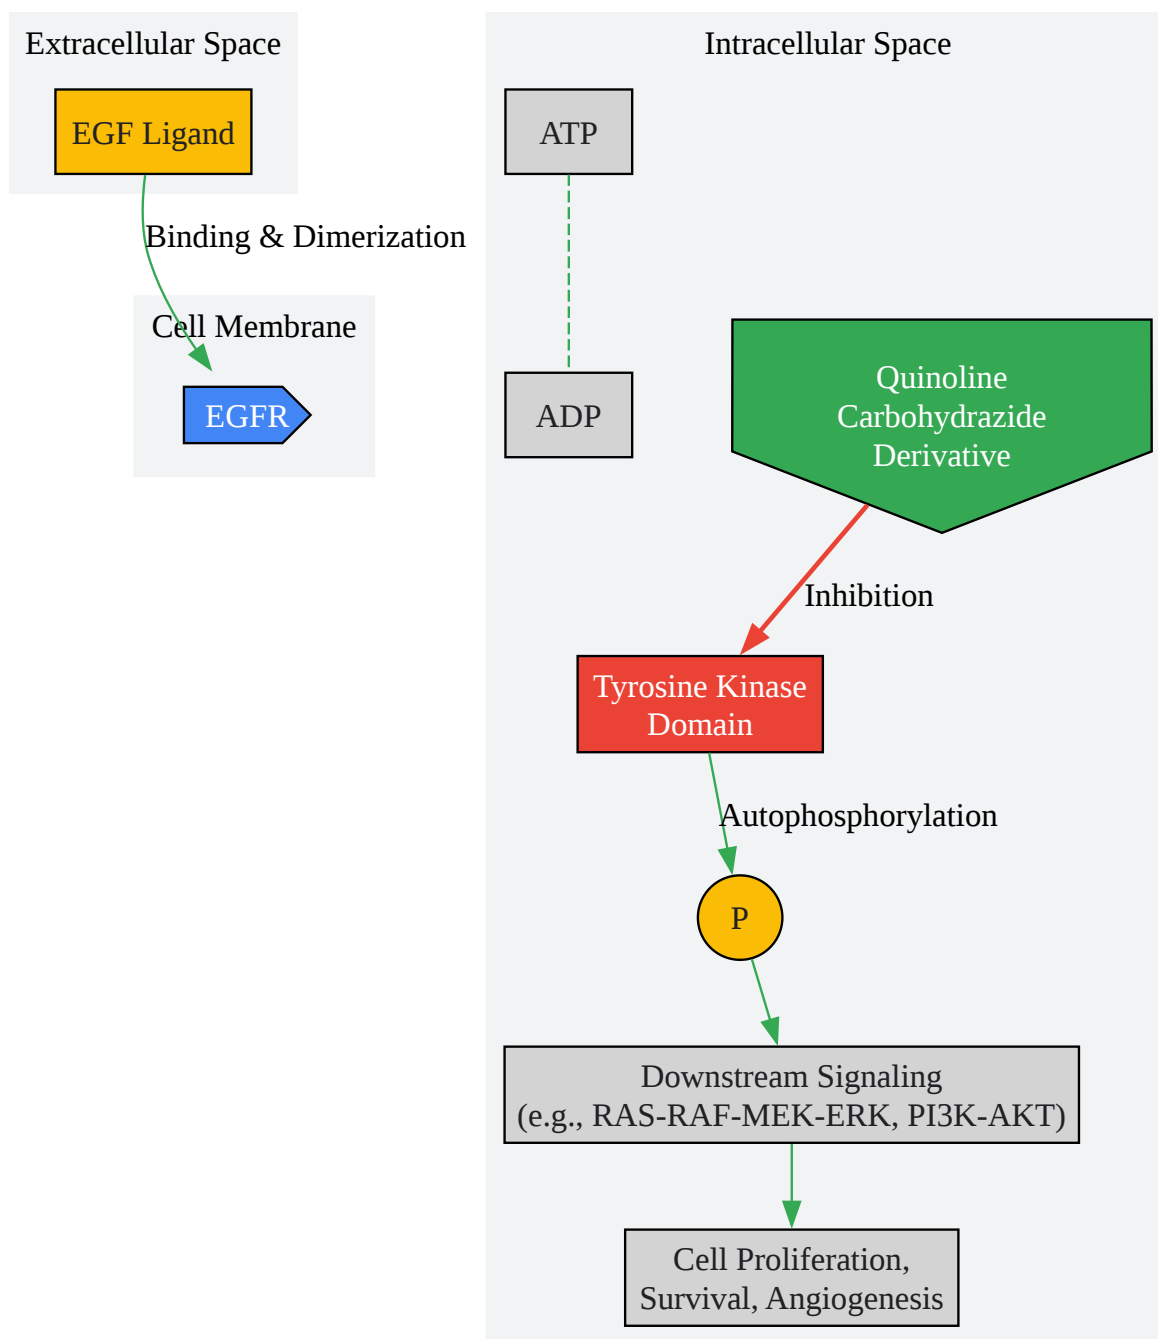 Extracellular Space
EGF Ligand
Binding & Dimerization
Cell Membrane
EGFR
Intracellular Space
ATP
ADP
Quinoline
Carbohydrazide
Derivative
Inhibition
Tyrosine Kinase
Domain
Autophosphorylation
P
Downstream Signaling
(e.g., RAS-RAF-MEK-ERK, PI3K-AKT)
Cell Proliferation,
Survival, Angiogenesis